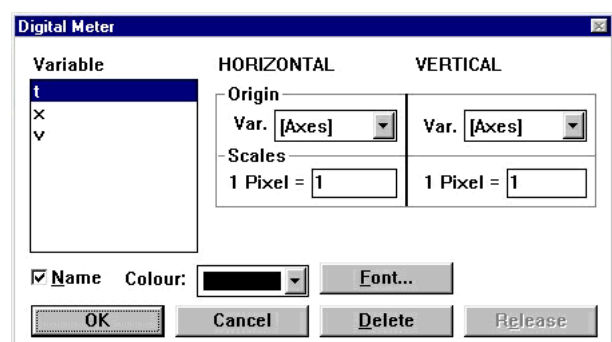 Digital Meter
Variable
t
x
v
HORIZONTAL
VERTICAL
Origin
Var. [Axes]
Var. [Axes]
Scales
1 Pixel = 1
1 Pixel = 1
Name Colour:
Font...
OK
Cancel
Delete
Release